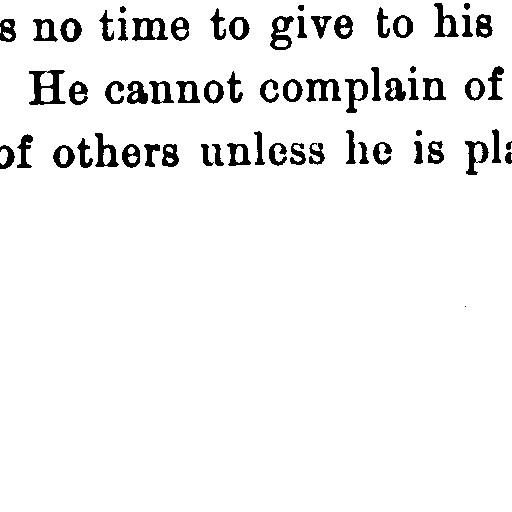 s no time to give to his
He cannot complain of
of others unless he is pla